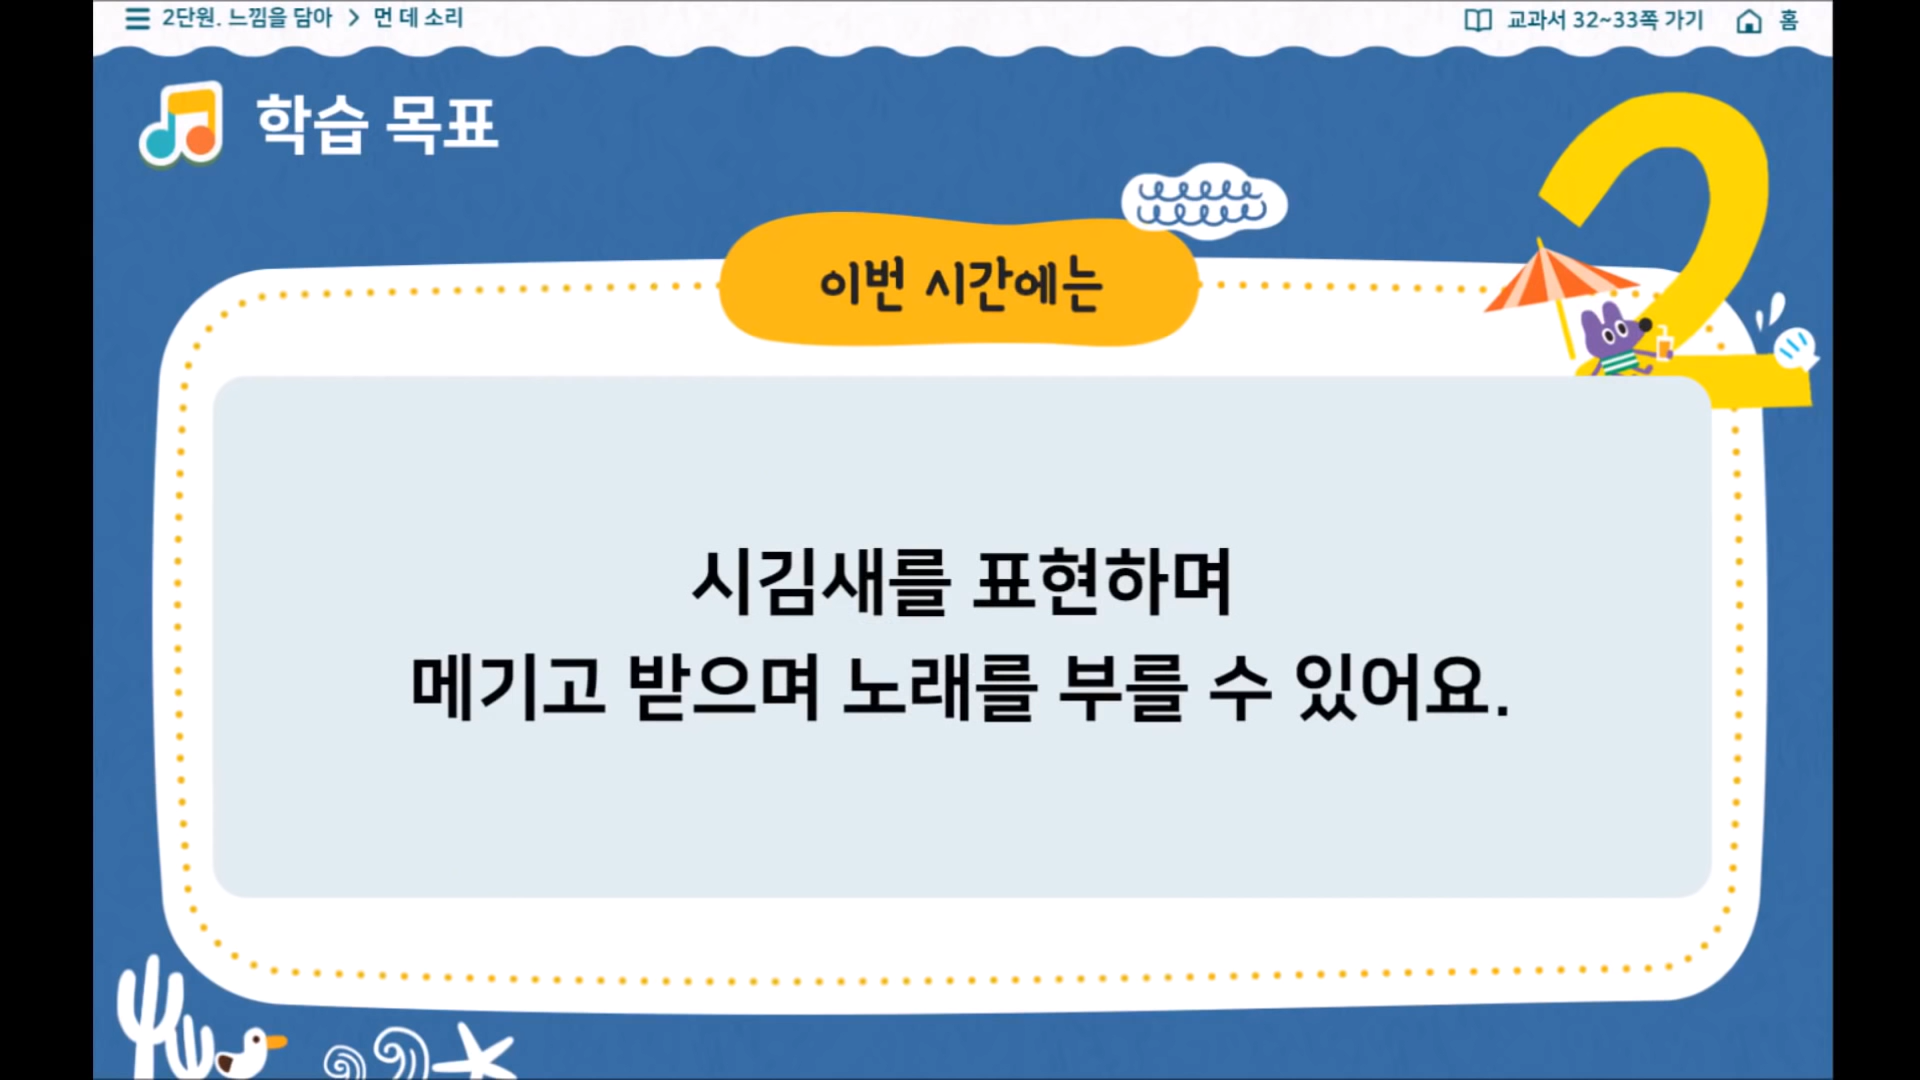 2단원. 느낌을 담아 > 먼 데 소리
교과서 32~33쪽 가기
홈
학습 목표
2
이번 시간에는
시김새를 표현하며
메기고 받으며 노래를 부를 수 있어요.